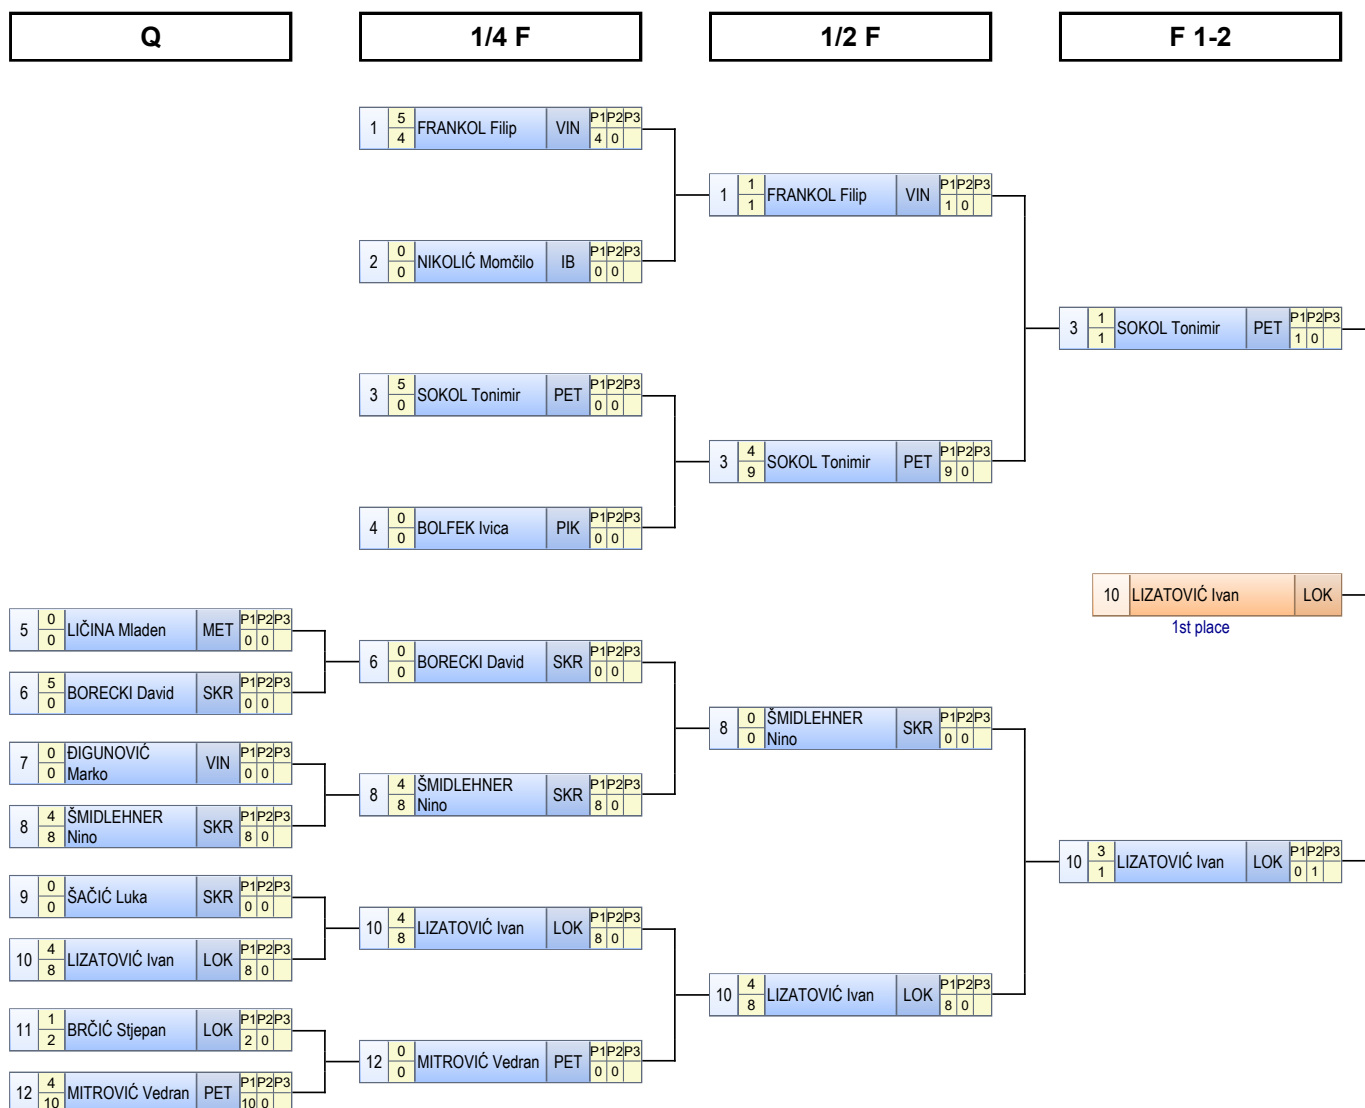 Q
1/4 F
1/2 F
F 1-2
1 5 4 FRANKOL Filip VIN P1 P2 P3 4 0
2 0 0 NIKOLIĆ Momčilo IB P1 P2 P3 0 0
3 5 0 SOKOL Tonimir PET P1 P2 P3 0 0
4 0 0 BOLFEK Ivica PIK P1 P2 P3 0 0
1 1 1 FRANKOL Filip VIN P1 P2 P3 1 0
3 4 9 SOKOL Tonimir PET P1 P2 P3 9 0
3 1 1 SOKOL Tonimir PET P1 P2 P3 1 0
10 LIZATOVIĆ Ivan LOK
1st place
5 0 0 LIČINA Mladen MET P1 P2 P3 0 0
6 5 0 BORECKI David SKR P1 P2 P3 0 0
7 0 0 ĐIGUNOVIĆ
Marko VIN P1 P2 P3 0 0
8 4 8 ŠMIDLEHNER
Nino SKR P1 P2 P3 8 0
9 0 0 ŠAČIĆ Luka SKR P1 P2 P3 0 0
10 4 8 LIZATOVIĆ Ivan LOK P1 P2 P3 8 0
11 1 2 BRČIĆ Stjepan LOK P1 P2 P3 2 0
12 4 10 MITROVIĆ Vedran PET P1 P2 P3 10 0
6 0 0 BORECKI David SKR P1 P2 P3 0 0
8 4 8 ŠMIDLEHNER
Nino SKR P1 P2 P3 8 0
10 4 8 LIZATOVIĆ Ivan LOK P1 P2 P3 8 0
12 0 0 MITROVIĆ Vedran PET P1 P2 P3 0 0
8 0 0 ŠMIDLEHNER
Nino SKR P1 P2 P3 0 0
10 4 8 LIZATOVIĆ Ivan LOK P1 P2 P3 8 0
10 3 1 LIZATOVIĆ Ivan LOK P1 P2 P3 0 1